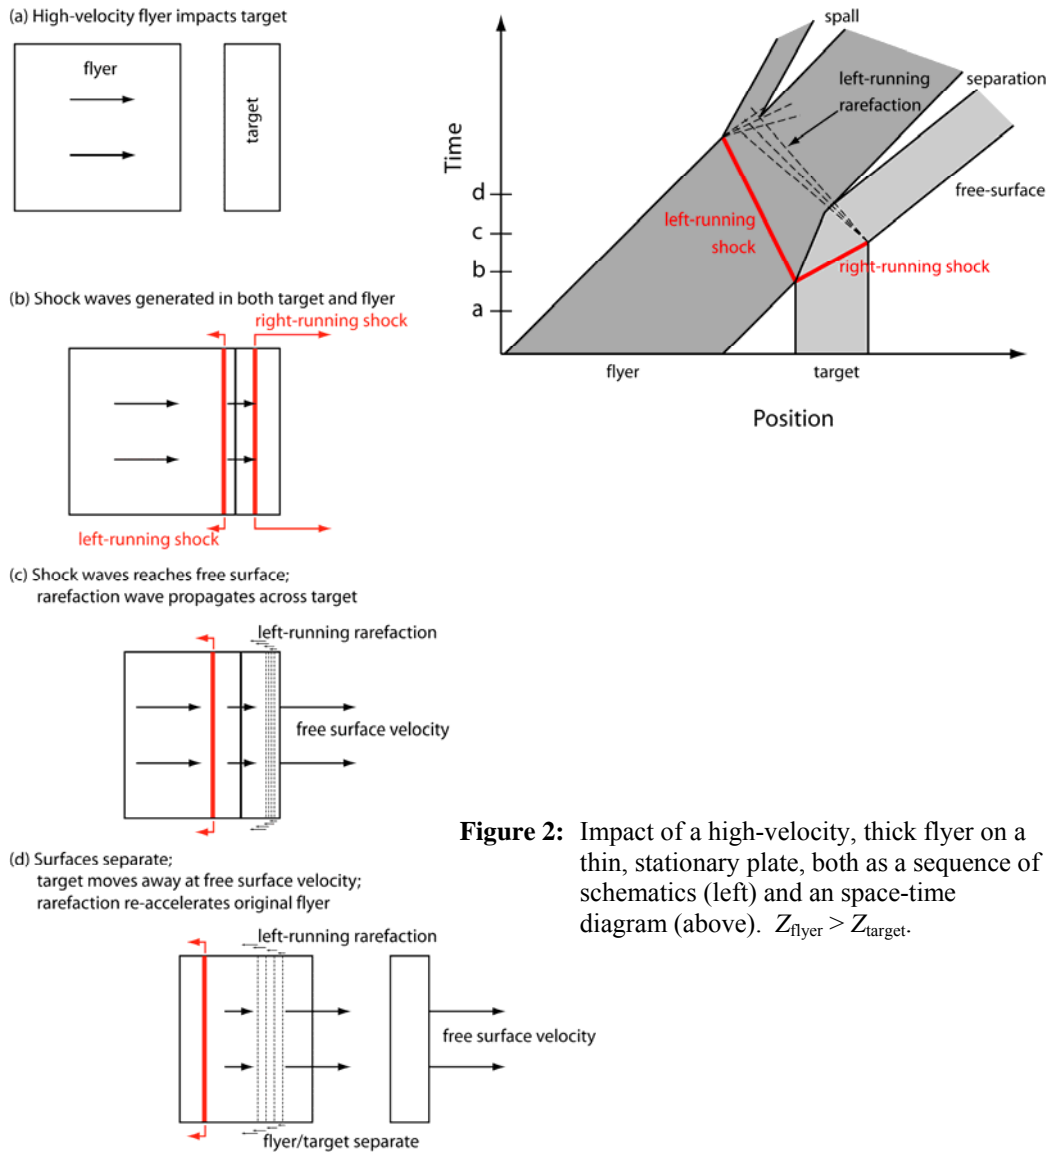 (a) High-velocity flyer impacts target
flyer
target
(b) Shock waves generated in both target and flyer
right-running shock
left-running shock
(c) Shock waves reaches free surface;
rarefaction wave propagates across target
left-running rarefaction
free surface velocity
(d) Surfaces separate;
target moves away at free surface velocity;
rarefaction re-accelerates original flyer
left-running rarefaction
free surface velocity
flyer/target separate
spall
left-running
rarefaction
separation
free-surface
left-running
shock
right-running shock
Time
d
c
b
a
flyer
target
Position
Figure 2: Impact of a high-velocity, thick flyer on a
thin, stationary plate, both as a sequence of
schematics (left) and an space-time
diagram (above). Zflyer > Ztarget.